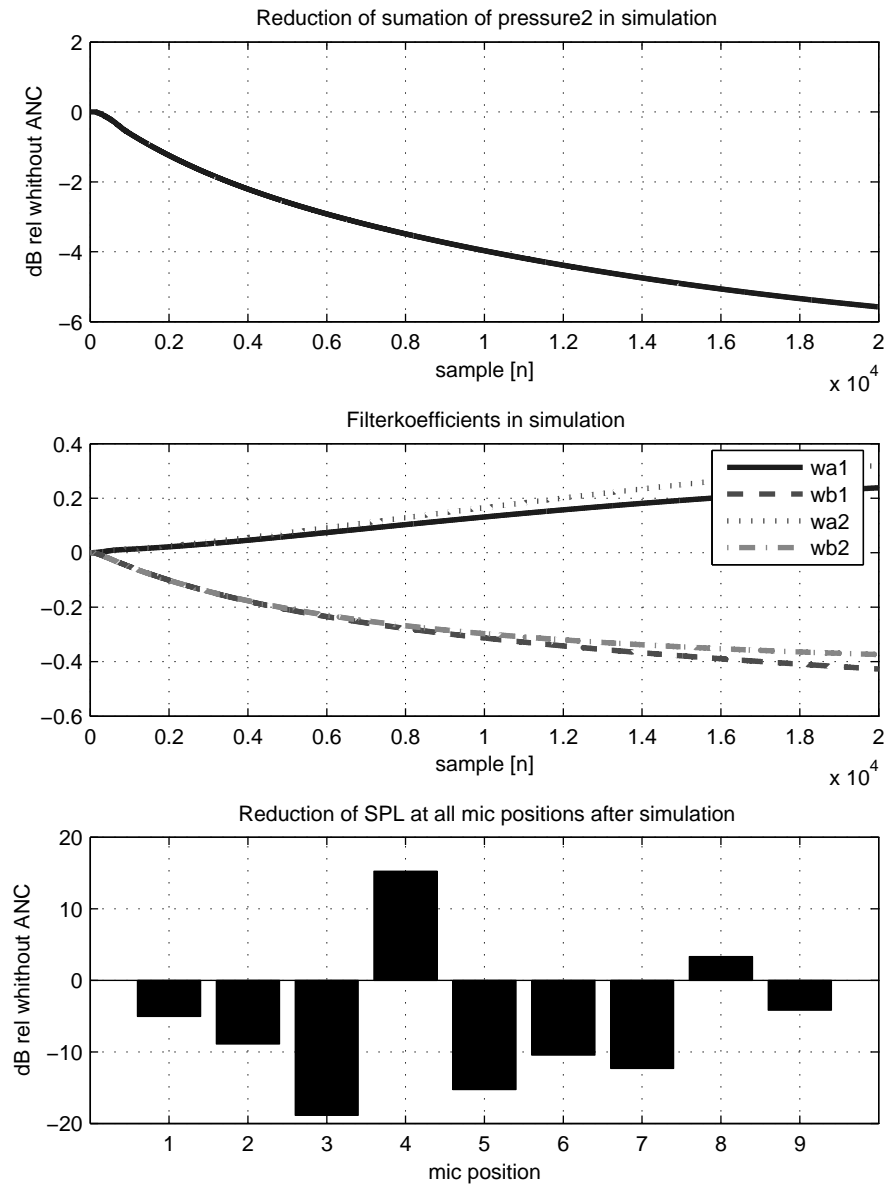 Reduction of sumation of pressure2 in simulation
2
0
−2
−4
−6
dB rel whithout ANC
0 0.2 0.4 0.6 0.8 1 1.2 1.4 1.6 1.8 2
sample [n]
x 10^4
Filterkoefficients in simulation
0.4
0.2
0
−0.2
−0.4
−0.6
wa1
wb1
wa2
wb2
0 0.2 0.4 0.6 0.8 1 1.2 1.4 1.6 1.8 2
sample [n]
x 10^4
Reduction of SPL at all mic positions after simulation
20
10
0
−10
−20
dB rel whithout ANC
1 2 3 4 5 6 7 8 9
mic position